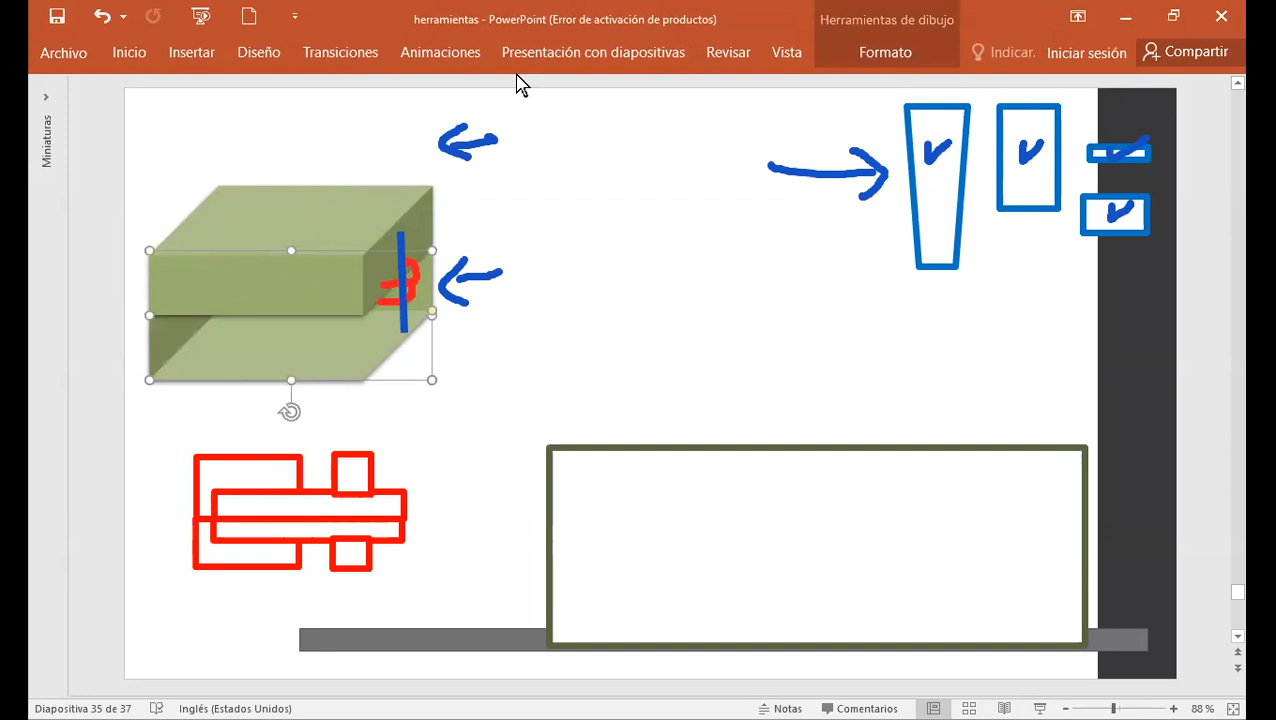 herramientas - PowerPoint (Error de activación de productos)
Herramientas de dibujo
Archivo Inicio Insertar Diseño Transiciones Animaciones Presentación con diapositivas Revisar Vista Formato Indicar. Iniciar sesión Compartir
Miniaturas
Diapositiva 35 de 37 Inglés (Estados Unidos) Notas Comentarios 88 %